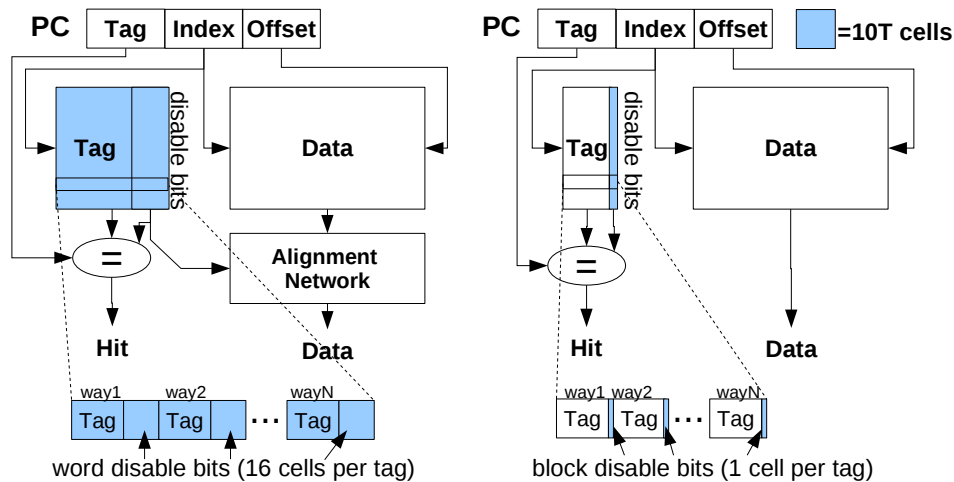 PC Tag Index Offset
disable bits
Tag
Data
=
Alignment
Network
Hit
Data
way1 way2 wayN
Tag Tag ... Tag
word disable bits (16 cells per tag)
PC Tag Index Offset
=10T cells
disable bits
Tag
Data
=
Hit
Data
way1 way2 wayN
Tag Tag ... Tag
block disable bits (1 cell per tag)